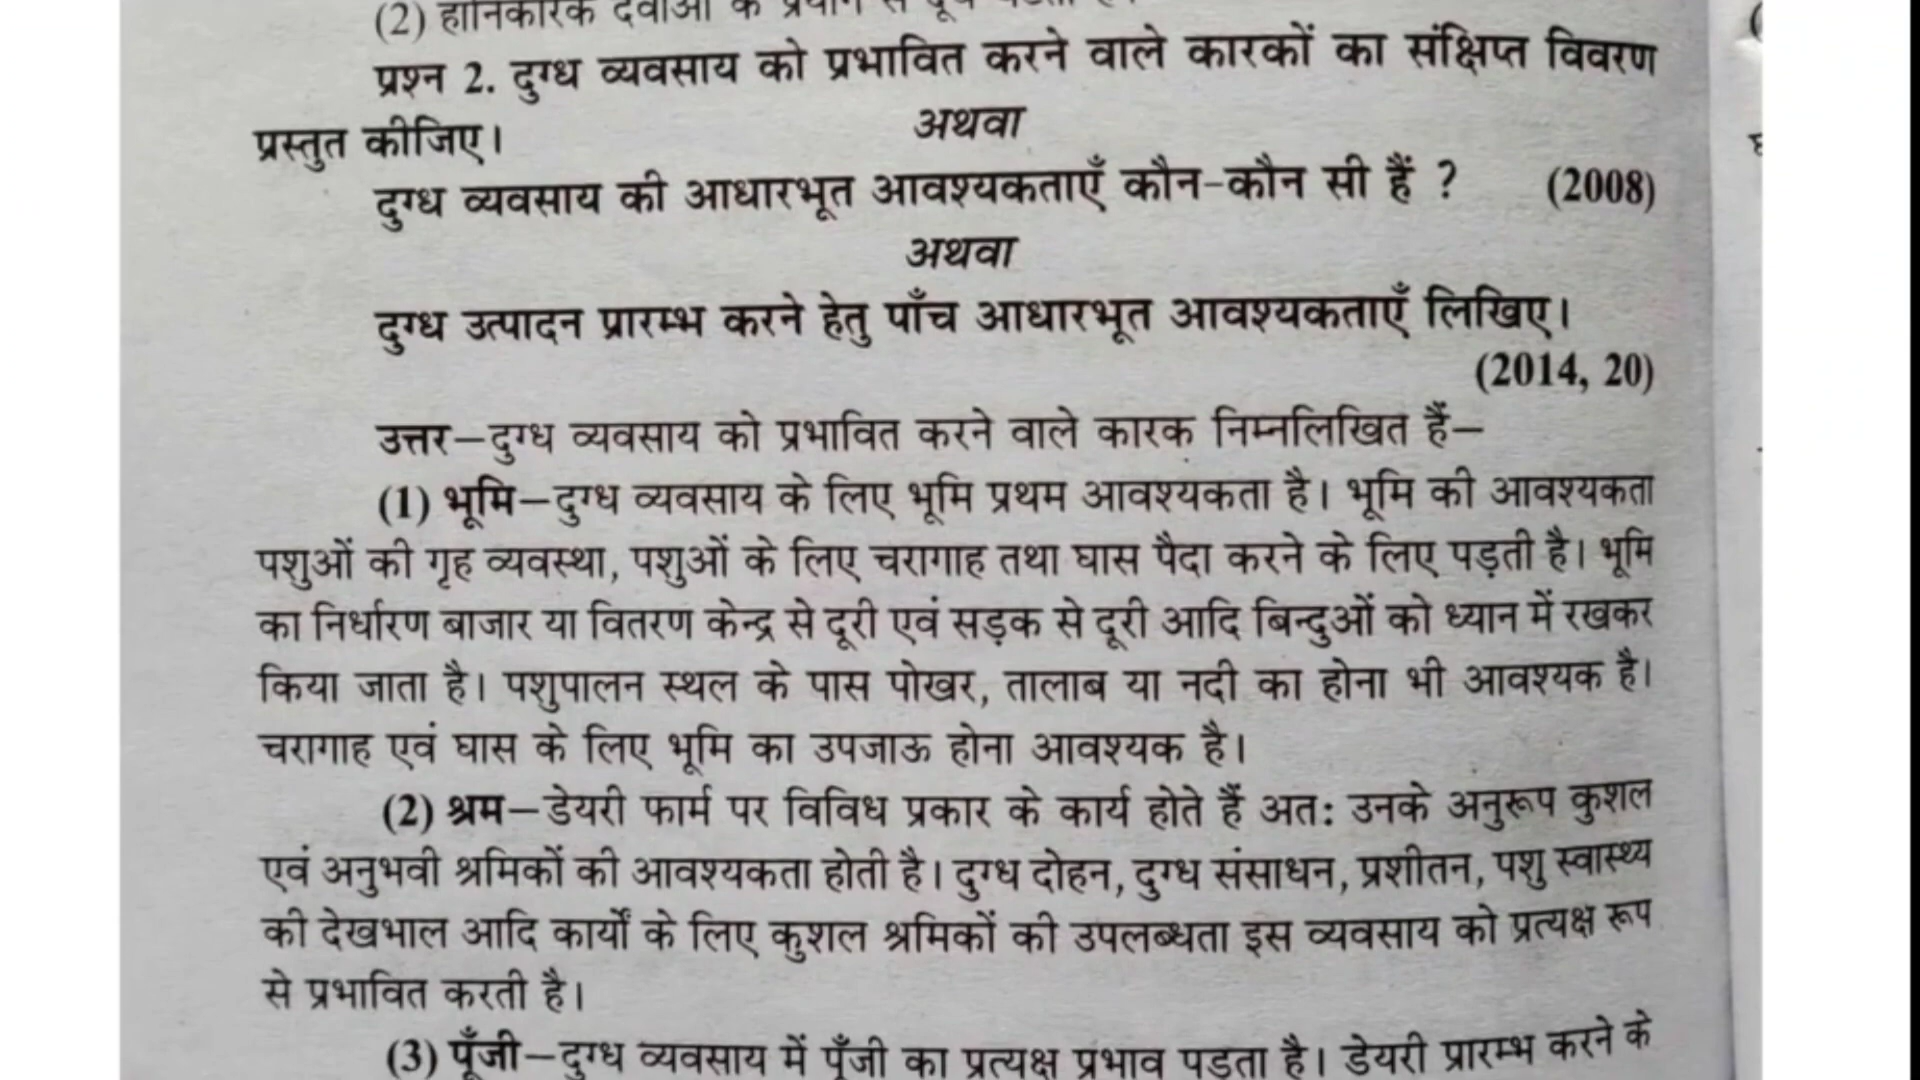 (2) हानिकारक दवाओं के प्रयोग से
प्रश्न 2. दुग्ध व्यवसाय को प्रभावित करने वाले कारकों का संक्षिप्त विवरण
प्रस्तुत कीजिए।
अथवा
दुग्ध व्यवसाय की आधारभूत आवश्यकताएँ कौन-कौन सी हैं ? (2008)
अथवा
दुग्ध उत्पादन प्रारम्भ करने हेतु पाँच आधारभूत आवश्यकताएँ लिखिए।
(2014, 20)
उत्तर—दुग्ध व्यवसाय को प्रभावित करने वाले कारक निम्नलिखित हैं—
(1) भूमि—दुग्ध व्यवसाय के लिए भूमि प्रथम आवश्यकता है। भूमि की आवश्यकता
पशुओं की गृह व्यवस्था, पशुओं के लिए चरागाह तथा घास पैदा करने के लिए पड़ती है। भूमि
का निर्धारण बाजार या वितरण केन्द्र से दूरी एवं सड़क से दूरी आदि बिन्दुओं को ध्यान में रखकर
किया जाता है। पशुपालन स्थल के पास पोखर, तालाब या नदी का होना भी आवश्यक है।
चरागाह एवं घास के लिए भूमि का उपजाऊ होना आवश्यक है।
(2) श्रम—डेयरी फार्म पर विविध प्रकार के कार्य होते हैं अत: उनके अनुरूप कुशल
एवं अनुभवी श्रमिकों की आवश्यकता होती है। दुग्ध दोहन, दुग्ध संसाधन, प्रशीतन, पशु स्वास्थ्य
की देखभाल आदि कार्यों के लिए कुशल श्रमिकों की उपलब्धता इस व्यवसाय को प्रत्यक्ष रूप
से प्रभावित करती है।
(3) पूँजी—दुग्ध व्यवसाय में पूँजी का प्रत्यक्ष प्रभाव पड़ता है। डेयरी प्रारम्भ करने के